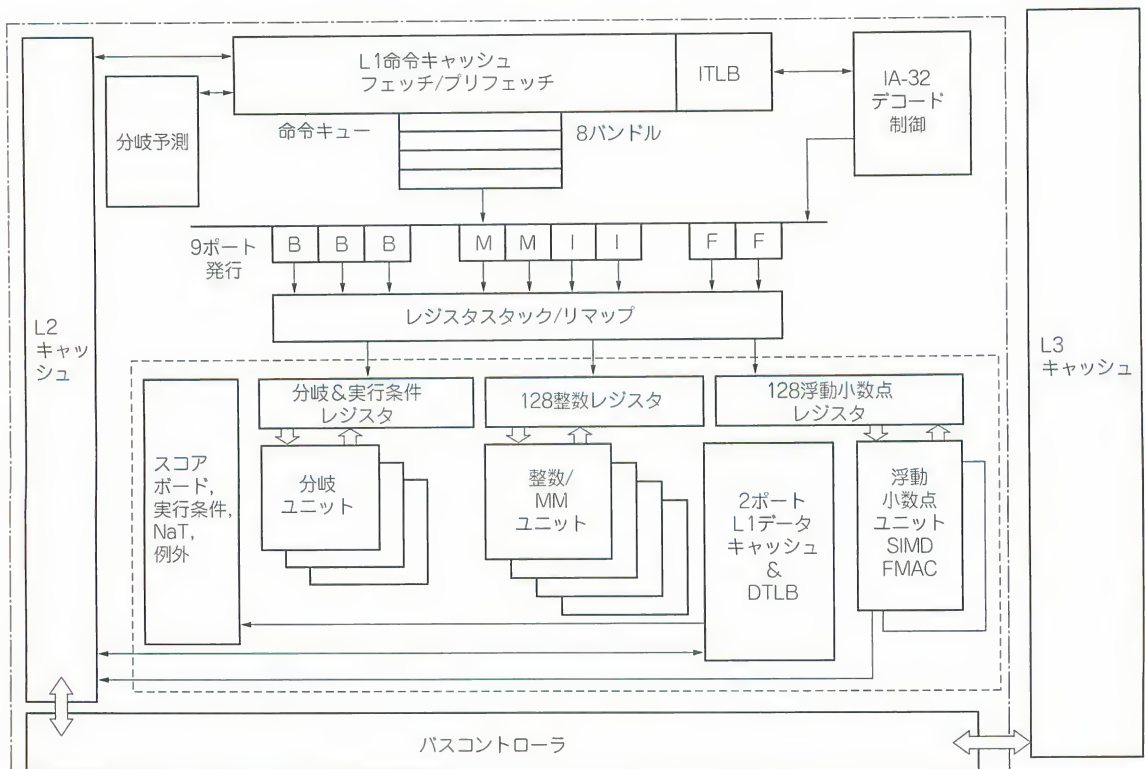 L1命令キャッシュ
フェッチ/プリフェッチ
ITLB
IA-32
デコード
制御
分岐予測
命令キュー
8バンドル
9ポート
発行
B
B
B
M
M
I
I
F
F
レジスタスタック/リマップ
L2
キャッ
シュ
L3
キャッシュ
分岐&実行条件
レジスタ
128整数レジスタ
128浮動小数点
レジスタ
スコア
ボード,
実行条件,
NaT,
例外
分岐
ユニット
整数/
MM
ユニット
2ポート
L1データ
キャッシュ
&
DTLB
浮動
小数点
ユニット
SIMD
FMAC
バスコントローラ